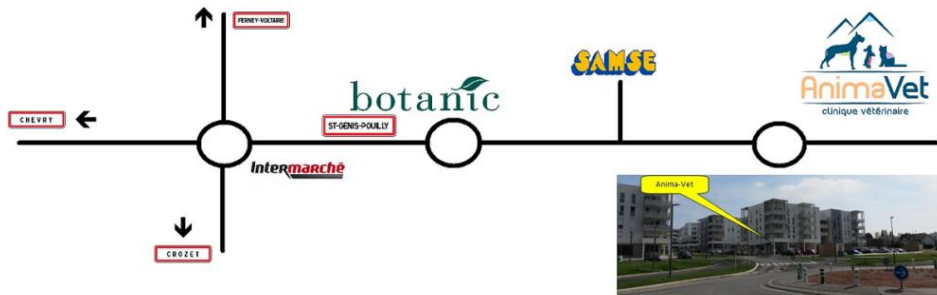 FERNEY-VOLTAIRE
SAMSE
AnimaVet
clinique vétérinaire
botanic
CHEVRY
ST-GENIS-POUILLY
Intermarché
Anima-Vet
CROZET